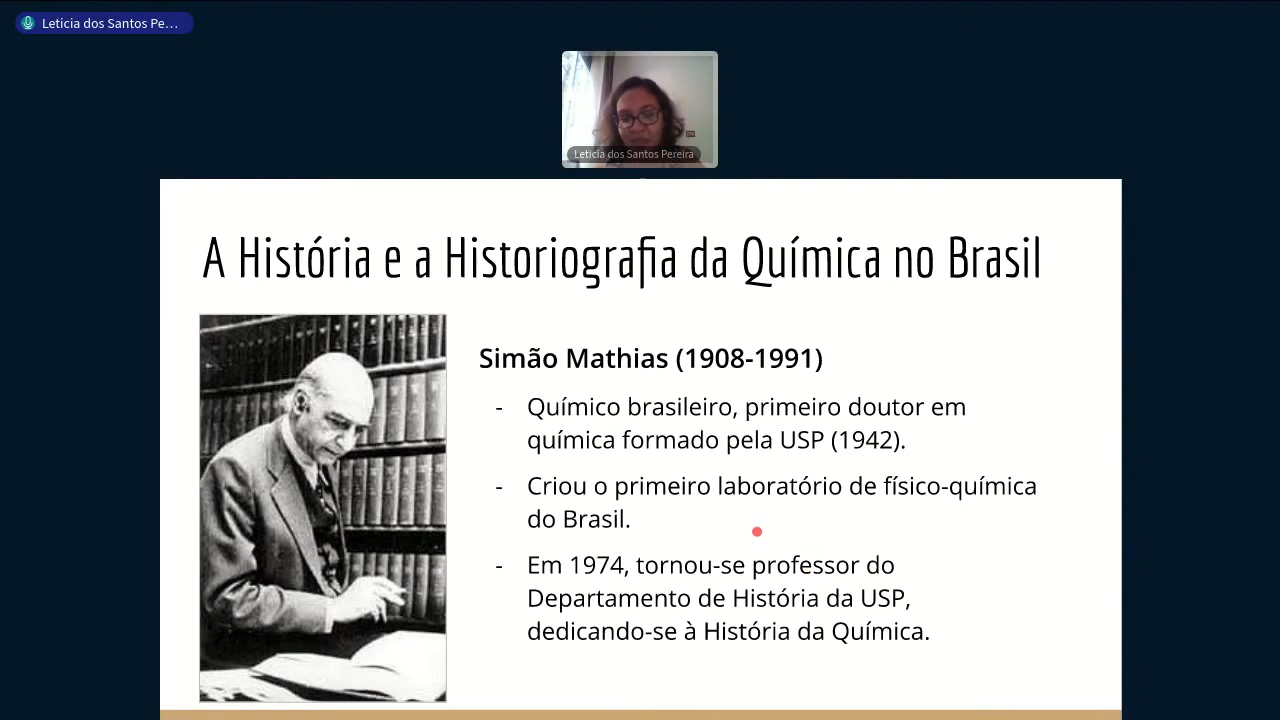 Letícia dos Santos Pe...
Letícia dos Santos Pereira
A História e a Historiografia da Química no Brasil
Simão Mathias (1908-1991)
- Químico brasileiro, primeiro doutor em
química formado pela USP (1942).
- Criou o primeiro laboratório de físico-química
do Brasil.
- Em 1974, tornou-se professor do
Departamento de História da USP,
dedicando-se à História da Química.